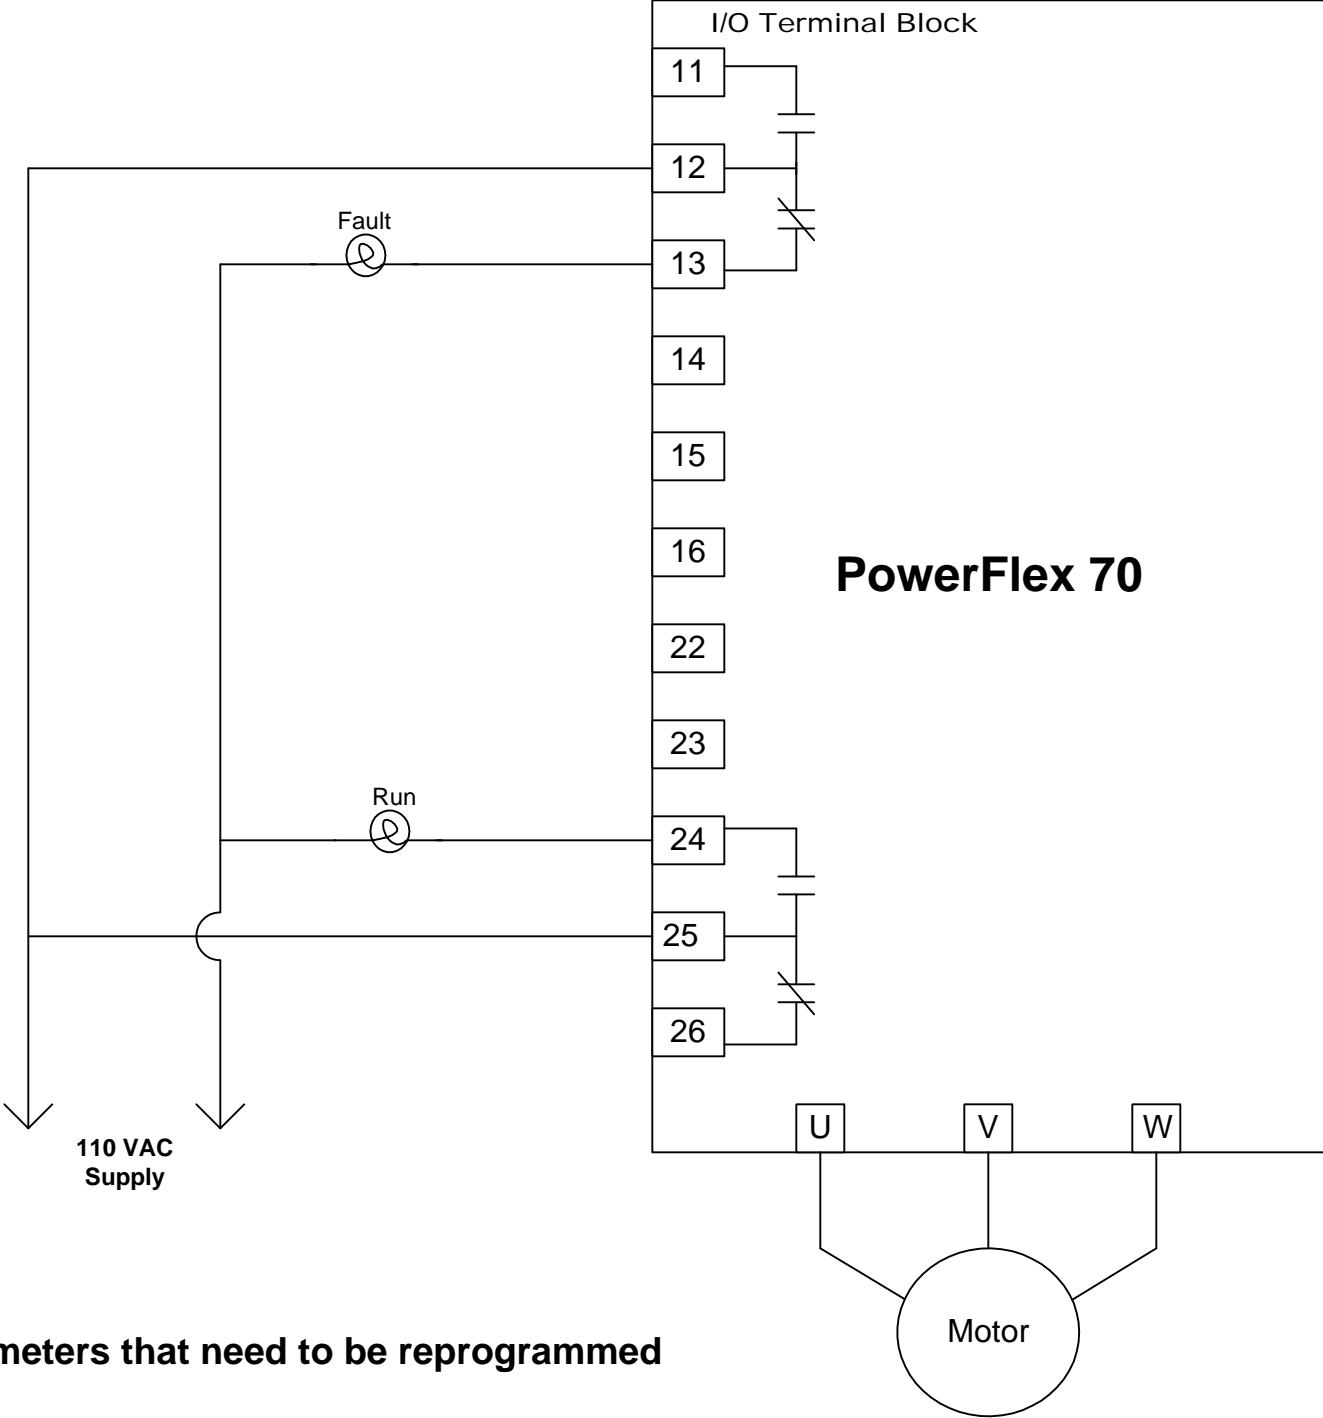 I/O Terminal Block
11
12
Fault
13
14
15
16
PowerFlex 70
22
23
Run
24
25
26
U V W
110 VAC
Supply
Motor
meters that need to be reprogrammed